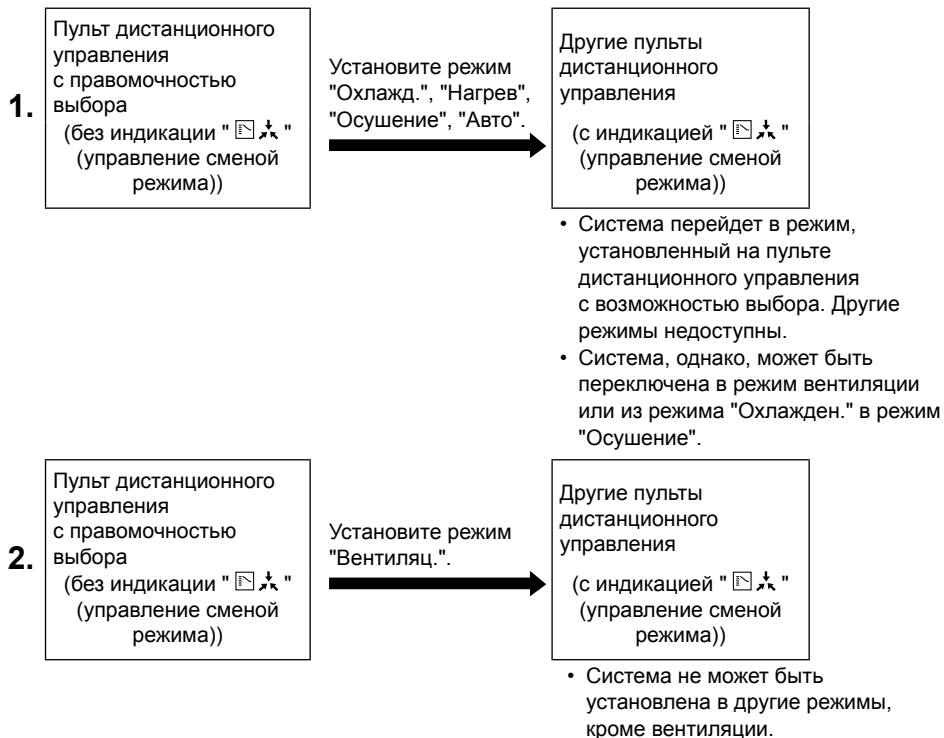 1.
Пульт дистанционного
управления
с правомочностью
выбора
(без индикации " "
(управление сменой
режима))
Установите режим
"Охлажд.", "Нагрев",
"Осушение", "Авто".
Другие пульты
дистанционного
управления
(с индикацией " "
(управление сменой
режима))
• Система перейдет в режим,
установленный на пульте
дистанционного управления
с возможностью выбора. Другие
режимы недоступны.
• Система, однако, может быть
переключена в режим вентиляции
или из режима "Охлажден." в режим
"Осушение".
2.
Пульт дистанционного
управления
с правомочностью
выбора
(без индикации " "
(управление сменой
режима))
Установите режим
"Вентиляц.".
Другие пульты
дистанционного
управления
(с индикацией " "
(управление сменой
режима))
• Система не может быть
установлена в другие режимы,
кроме вентиляции.